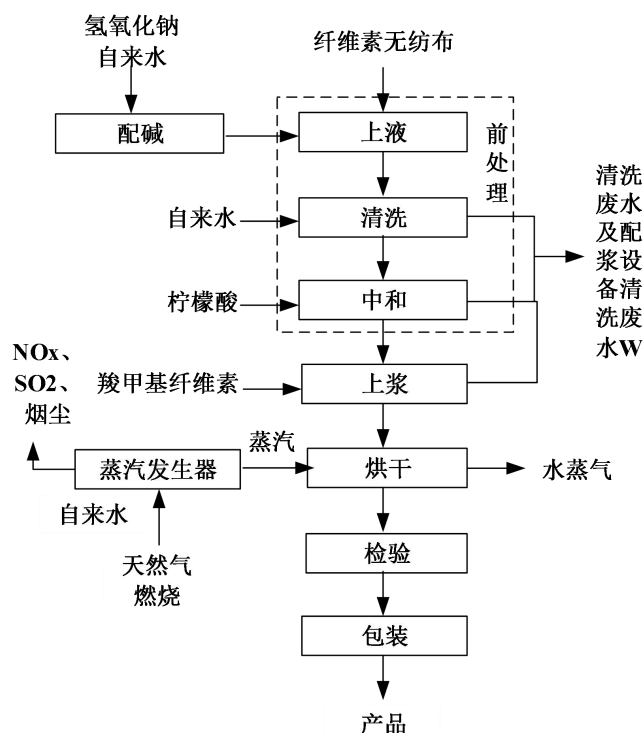 氢氧化钠
自来水
纤维素无纺布
配碱
上液
前
处
理
自来水
清洗
清洗
废水
及配
浆设
备清
洗废
水W
柠檬酸
中和
NOx、
SO2、
烟尘
羧甲基纤维素
上浆
蒸汽发生器
蒸汽
烘干
水蒸气
自来水
天然气
燃烧
检验
包装
产品